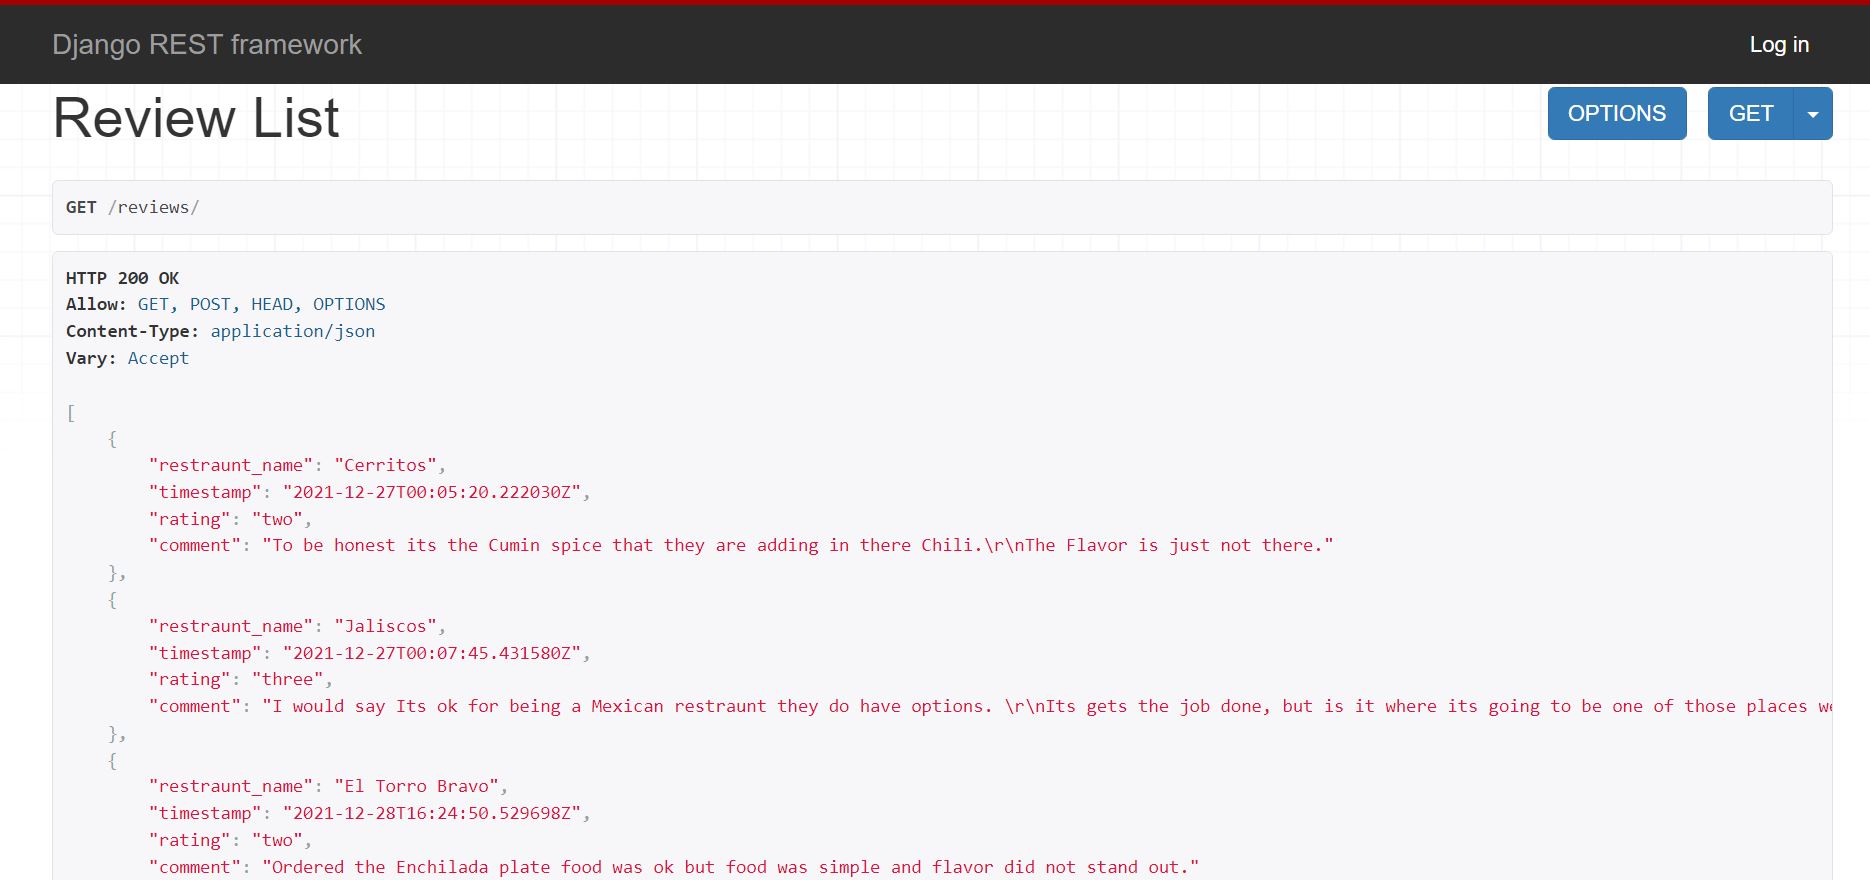 Django REST framework
Log in
Review List
OPTIONS
GET
GET /reviews/
HTTP 200 OK
Allow: GET, POST, HEAD, OPTIONS
Content-Type: application/json
Vary: Accept
[
    {
        "restraunt_name": "Cerritos",
        "timestamp": "2021-12-27T00:05:20.222030Z",
        "rating": "two",
        "comment": "To be honest its the Cumin spice that they are adding in there Chili.\r\nThe Flavor is just not there."
    },
    {
        "restraunt_name": "Jaliscos",
        "timestamp": "2021-12-27T00:07:45.431580Z",
        "rating": "three",
        "comment": "I would say Its ok for being a Mexican restraunt they do have options. \r\nIts gets the job done, but is it where its going to be one of those places
    },
    {
        "restraunt_name": "El Torro Bravo",
        "timestamp": "2021-12-28T16:24:50.529698Z",
        "rating": "two",
        "comment": "Ordered the Enchilada plate food was ok but food was simple and flavor did not stand out."